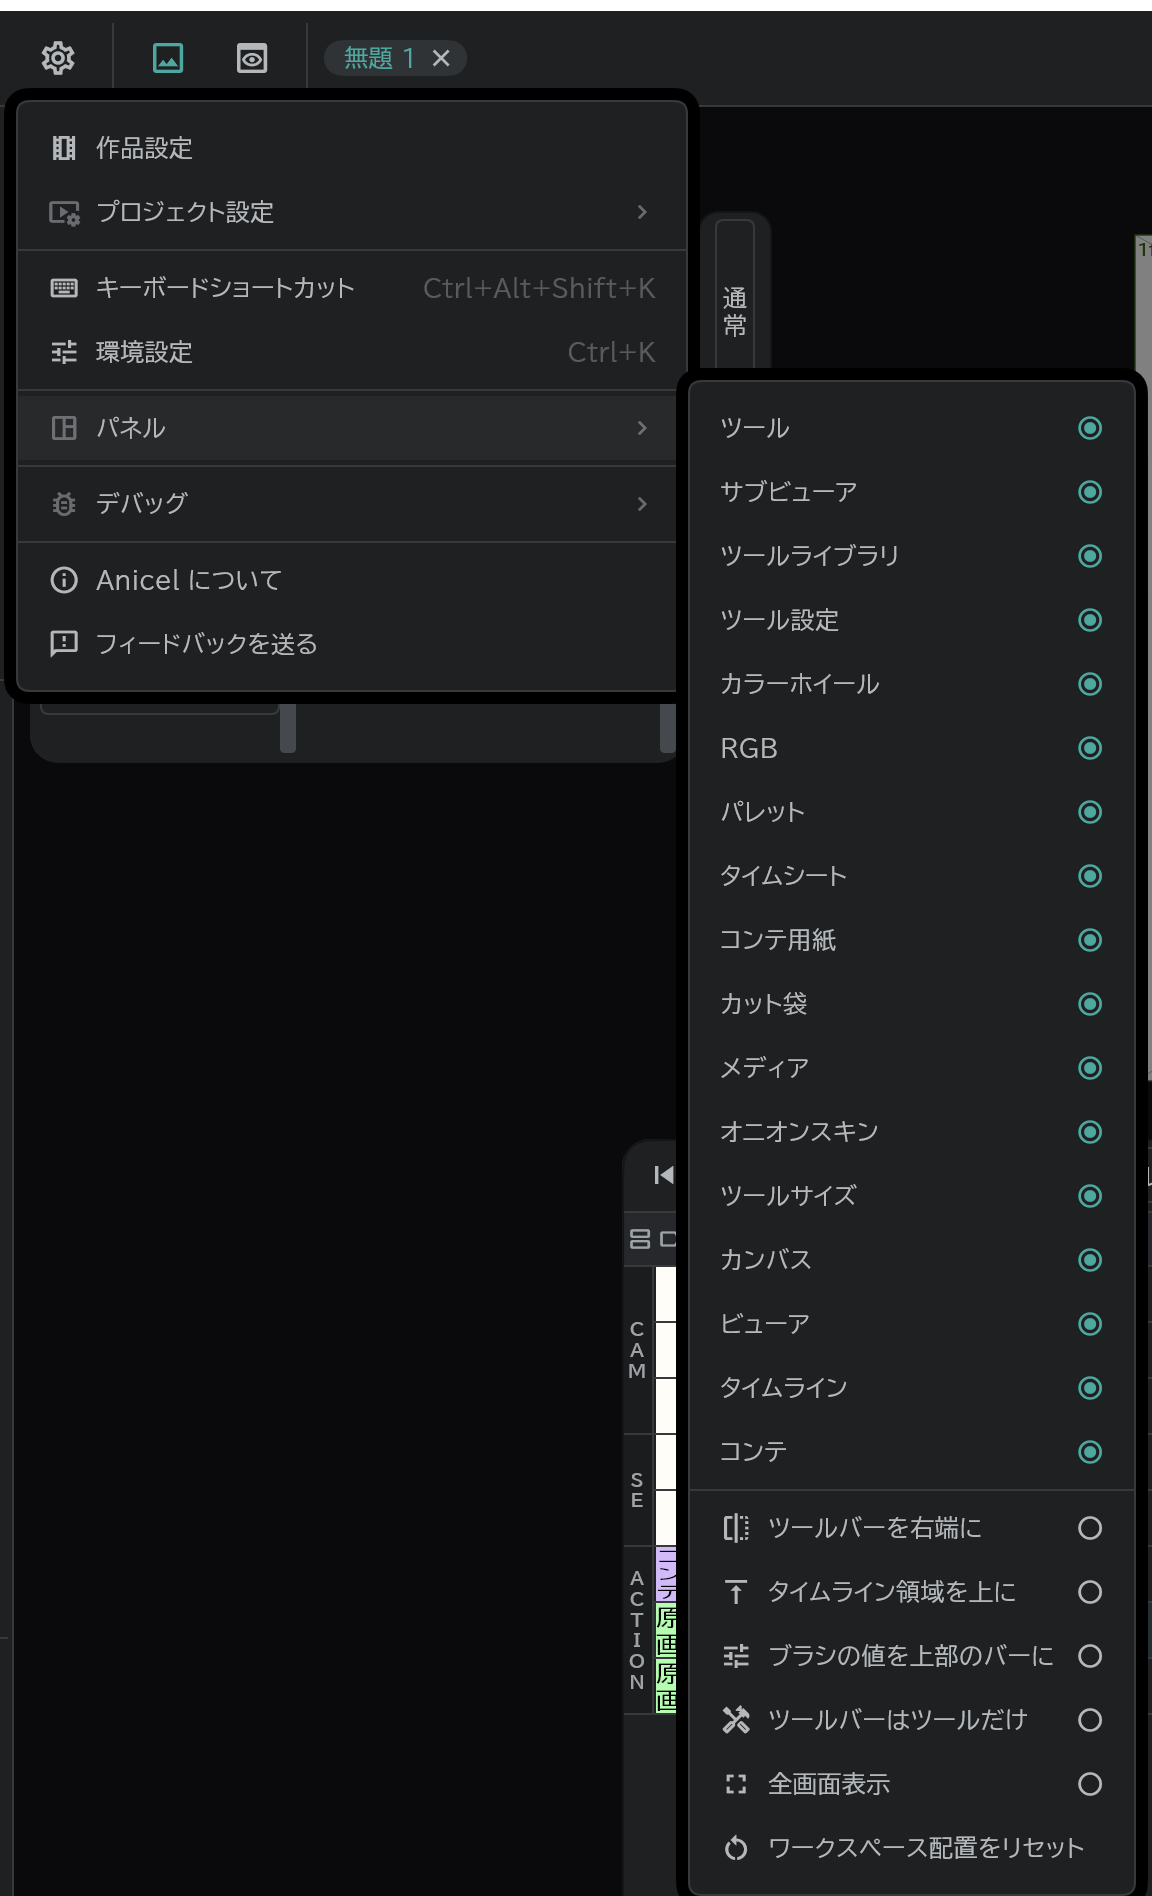 無題 1
作品設定
プロジェクト設定
キーボードショートカット Ctrl+Alt+Shift+K
環境設定 Ctrl+K
パネル
デバッグ
Anicel について
フィードバックを送る
通常
ツール
サブビューア
ツールライブラリ
ツール設定
カラーホイール
RGB
パレット
タイムシート
コンテ用紙
カット袋
メディア
オニオンスキン
ツールサイズ
カンバス
ビューア
タイムライン
コンテ
ツールバーを右端に
タイムライン領域を上に
ブラシの値を上部のバーに
ツールバーはツールだけ
全画面表示
ワークスペース配置をリセット
CAM
SE
ACTION
コンテ
原画
原画